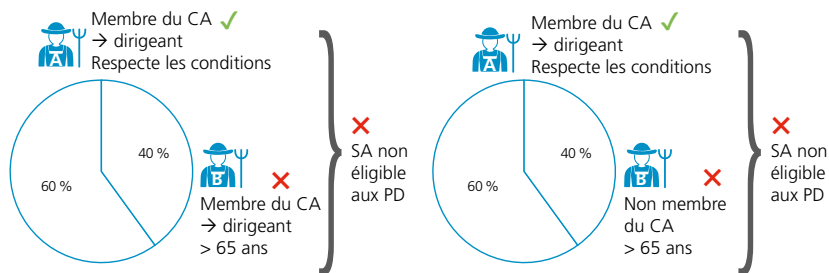 Membre du CA ✓
→ dirigeant
Respecte les conditions
A
40 %
60 %
B
Membre du CA
→ dirigeant
> 65 ans
SA non
éligible
aux PD
Membre du CA ✓
→ dirigeant
Respecte les conditions
A
40 %
60 %
B
Non membre
du CA
> 65 ans
SA non
éligible
aux PD